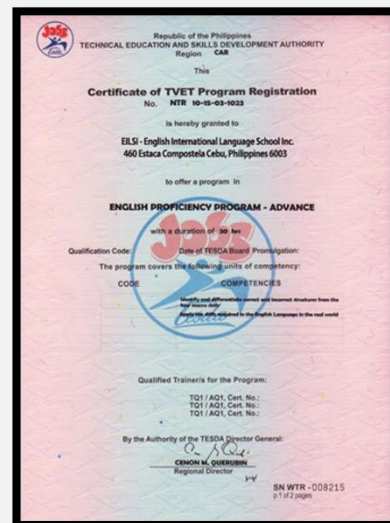 JOBS
Republic of the Philippines
TECHNICAL EDUCATION AND SKILLS DEVELOPMENT AUTHORITY
Region CAR
This
Certificate of TVET Program Registration
No. NTR 10-15-03-1023
is hereby granted to
EILSI - English International Language School Inc.
460 Estaca Compostela Cebu, Philippines 6003
to offer a program in
ENGLISH PROFICIENCY PROGRAM - ADVANCE
with a duration of 30 hrs
Qualification Code: Date of TESDA Board Promulgation:
The program covers the following units of competency:
CODE COMPETENCIES
Identify and differentiate correct and incorrect structures from the
four macro skills
Apply the skills required in the English Language in the real world
Qualified Trainer/s for the Program:
TQ1 / AQ1, Cert. No.:
TQ1 / AQ1, Cert. No.:
TQ1 / AQ1, Cert. No.:
By the Authority of the TESDA Director General:
CENON M. QUERUBIN
Regional Director
SN WTR - 008215
p 1 of 2 pages